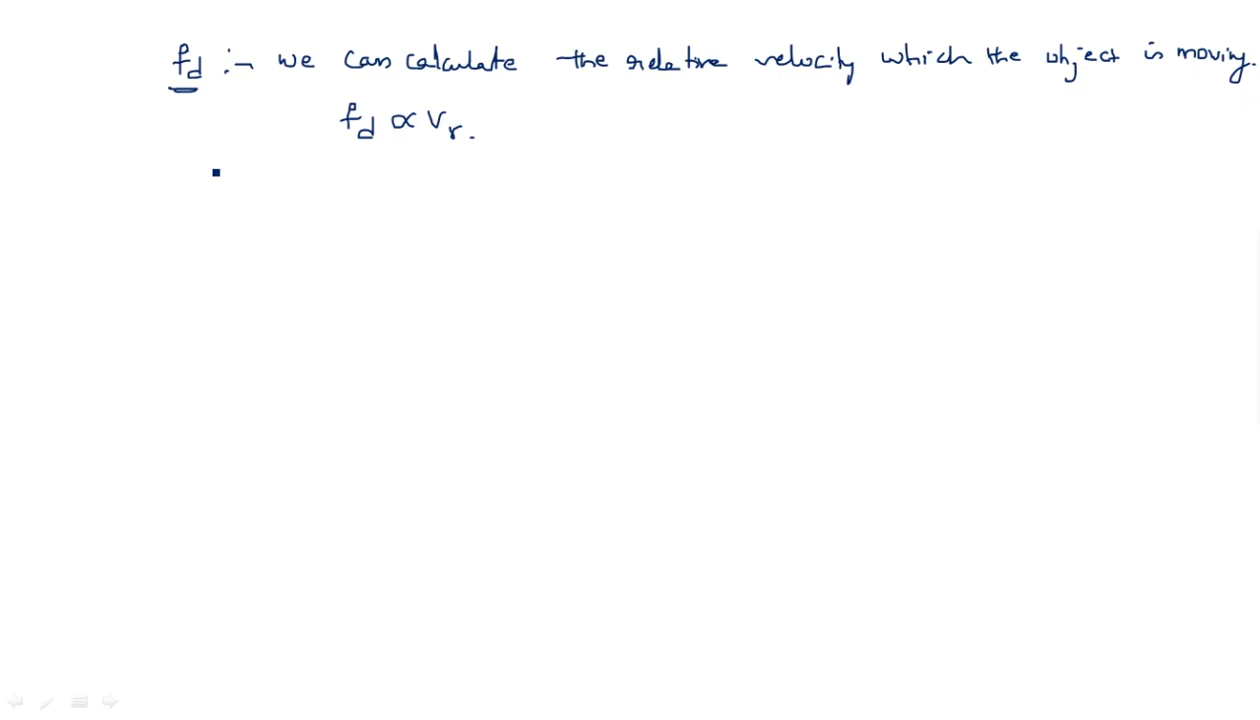 fd :- we can calculate the relative velocity which the object is moving.
fd ∝ Vr.